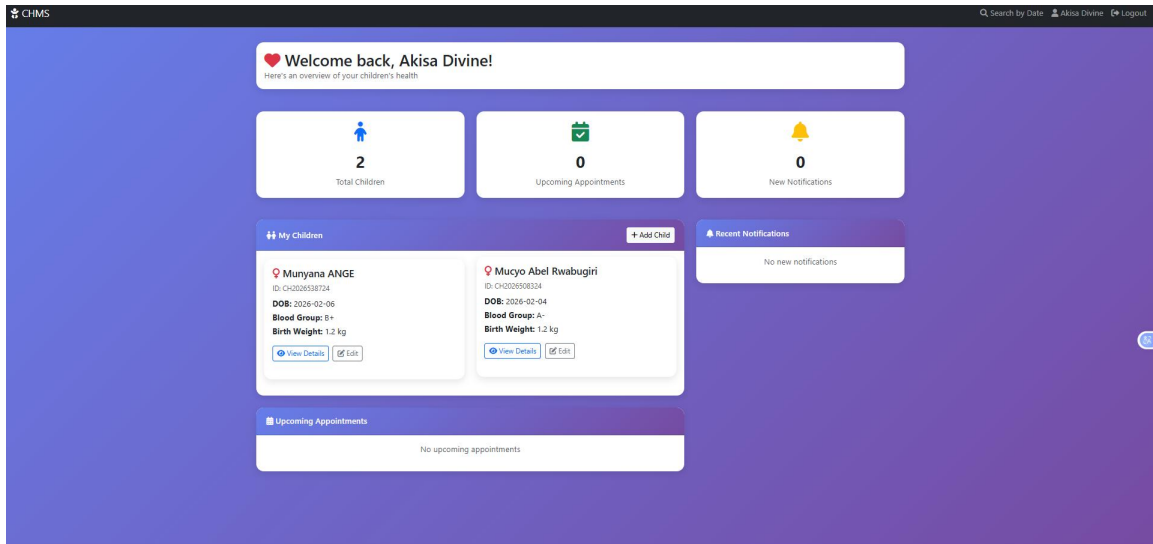 CHMS
Search by Date Akisa Divine Logout
Welcome back, Akisa Divine!
Here's an overview of your children's health
2
Total Children
0
Upcoming Appointments
0
New Notifications
My Children
+ Add Child
Munyana ANGE
ID: CH2026538724
DOB: 2026-02-06
Blood Group: B+
Birth Weight: 1.2 kg
View Details Edit
Mucyo Abel Rwabugiri
ID: CH2026508324
DOB: 2026-02-04
Blood Group: A-
Birth Weight: 1.2 kg
View Details Edit
Recent Notifications
No new notifications
Upcoming Appointments
No upcoming appointments